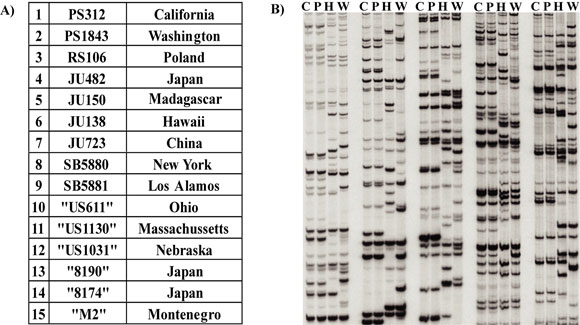 A)
1 PS312 California
2 PS1843 Washington
3 RS106 Poland
4 JU482 Japan
5 JU150 Madagascar
6 JU138 Hawaii
7 JU723 China
8 SB5880 New York
9 SB5881 Los Alamos
10 "US611" Ohio
11 "US1130" Massachussetts
12 "US1031" Nebraska
13 "8190" Japan
14 "8174" Japan
15 "M2" Montenegro
B)
C P H W C P H W C P H W C P H W C P H W